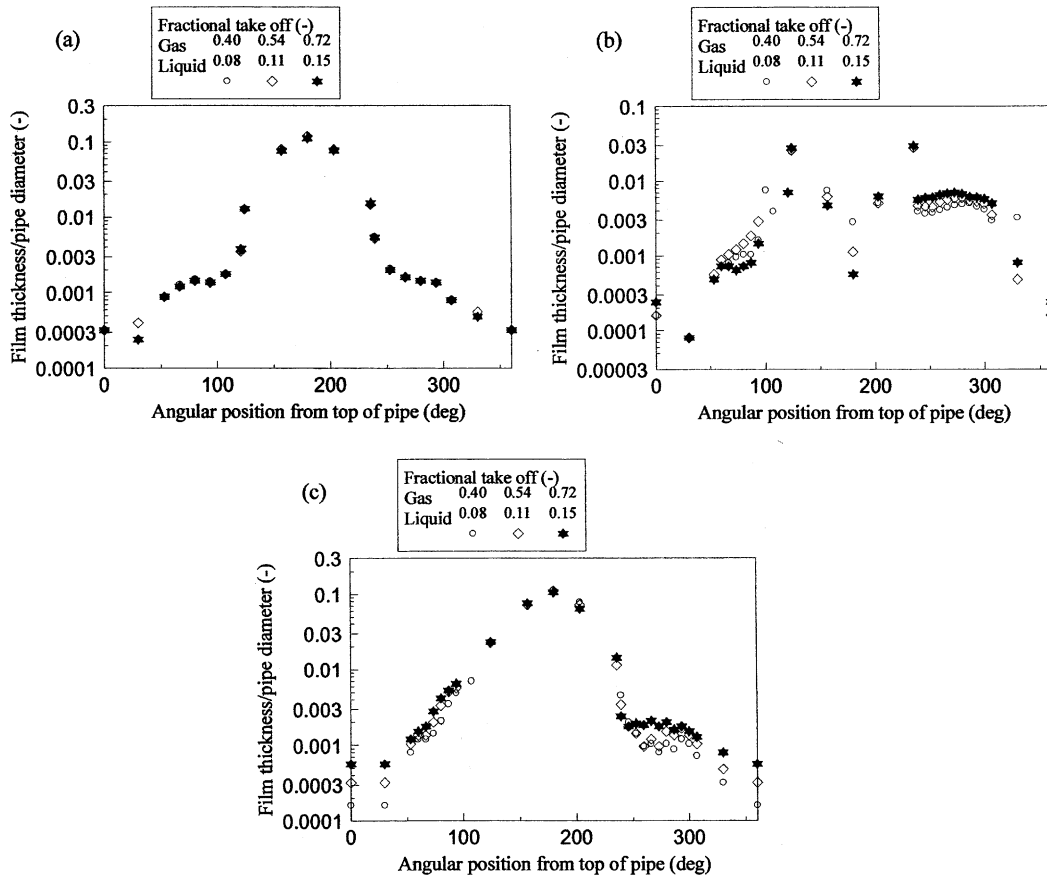 (a)
Fractional take off (-)
Gas 0.40 0.54 0.72
Liquid 0.08 0.11 0.15
0.3
0.1
0.03
0.01
0.003
0.001
0.0003
0.0001
Film thickness/pipe diameter (-)
0 100 200 300
Angular position from top of pipe (deg)
(b)
Fractional take off (-)
Gas 0.40 0.54 0.72
Liquid 0.08 0.11 0.15
0.1
0.03
0.01
0.003
0.001
0.0003
0.0001
0.00003
Film thickness/pipe diameter (-)
0 100 200 300
Angular position from top of pipe (deg)
(c)
Fractional take off (-)
Gas 0.40 0.54 0.72
Liquid 0.08 0.11 0.15
0.3
0.1
0.03
0.01
0.003
0.001
0.0003
0.0001
Film thickness/pipe diameter (-)
0 100 200 300
Angular position from top of pipe (deg)